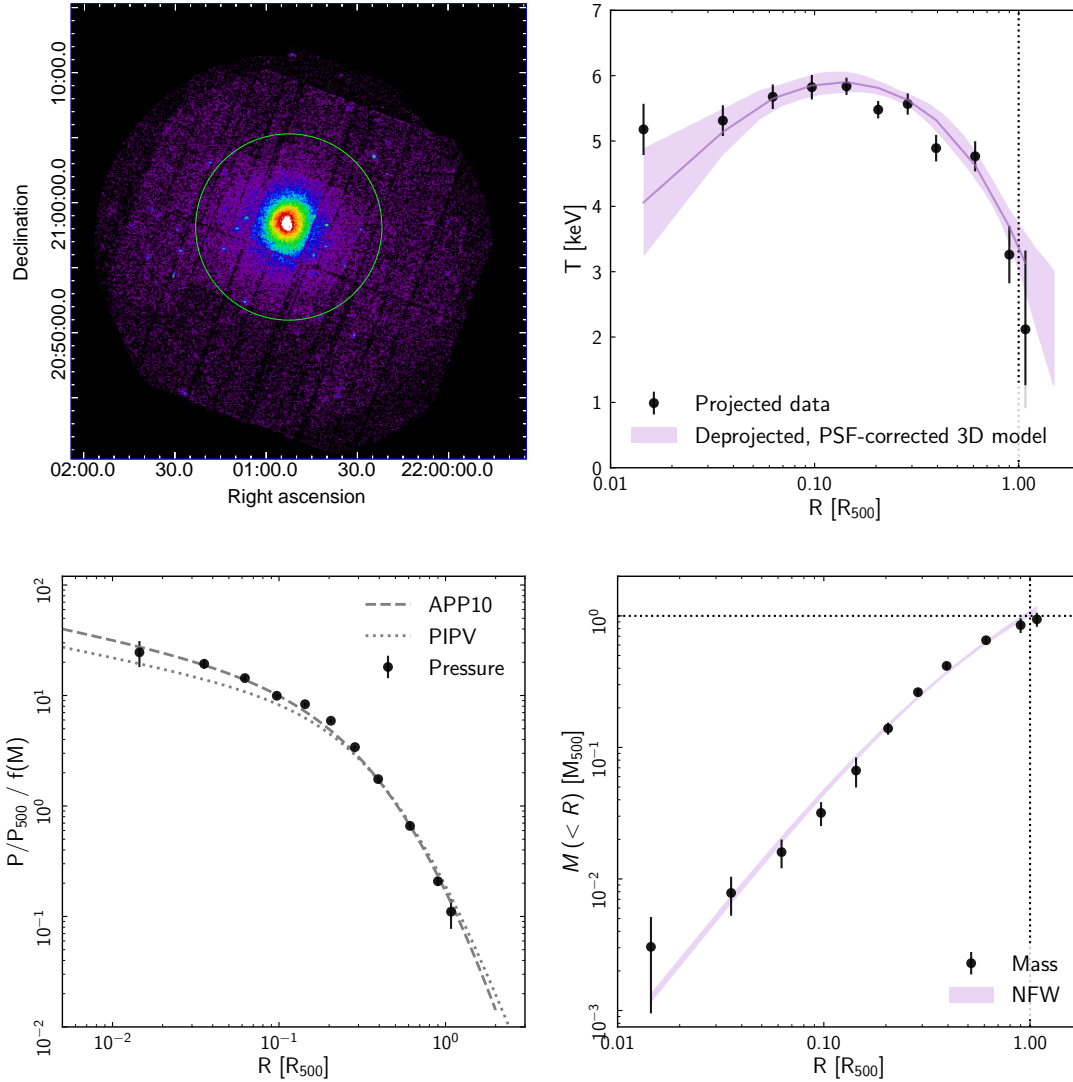 Declination
10:00.0
21:00:00.0
20:50:00.0
02:00.0 30.0 01:00.0 30.0 22:00:00.0
Right ascension
T [keV]
7
6
5
4
3
2
1
0
Projected data
Deprojected, PSF-corrected 3D model
0.01 0.10 1.00
R [R500]
P/P500 / f(M)
10²
10¹
10⁰
10⁻¹
10⁻²
APP10
PIPV
Pressure
10⁻² 10⁻¹ 10⁰
R [R500]
M(< R) [M500]
10⁰
10⁻¹
10⁻²
10⁻³
Mass
NFW
0.01 0.10 1.00
R [R500]